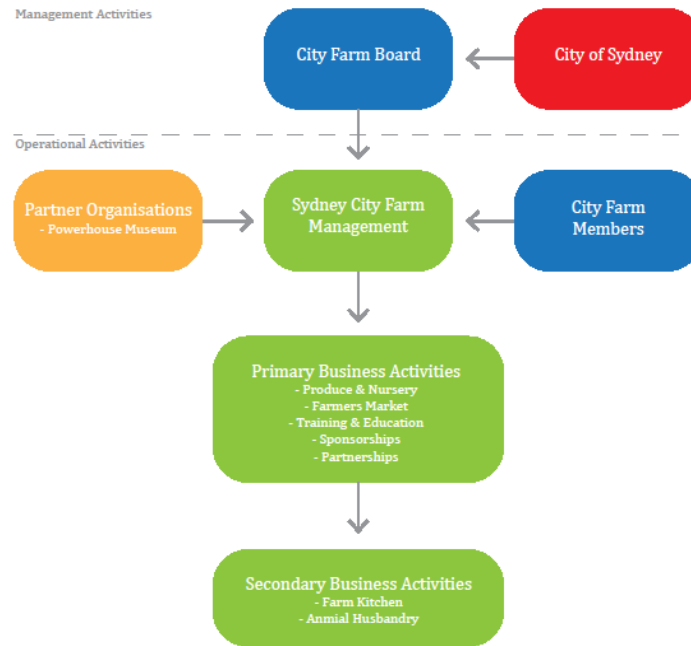 Management Activities
City Farm Board
City of Sydney
Operational Activities
Partner Organisations
- Powerhouse Museum
Sydney City Farm
Management
City Farm
Members
Primary Business Activities
- Produce & Nursery
- Farmers Market
- Training & Education
- Sponsorships
- Partnerships
Secondary Business Activities
- Farm Kitchen
- Anmial Husbandry